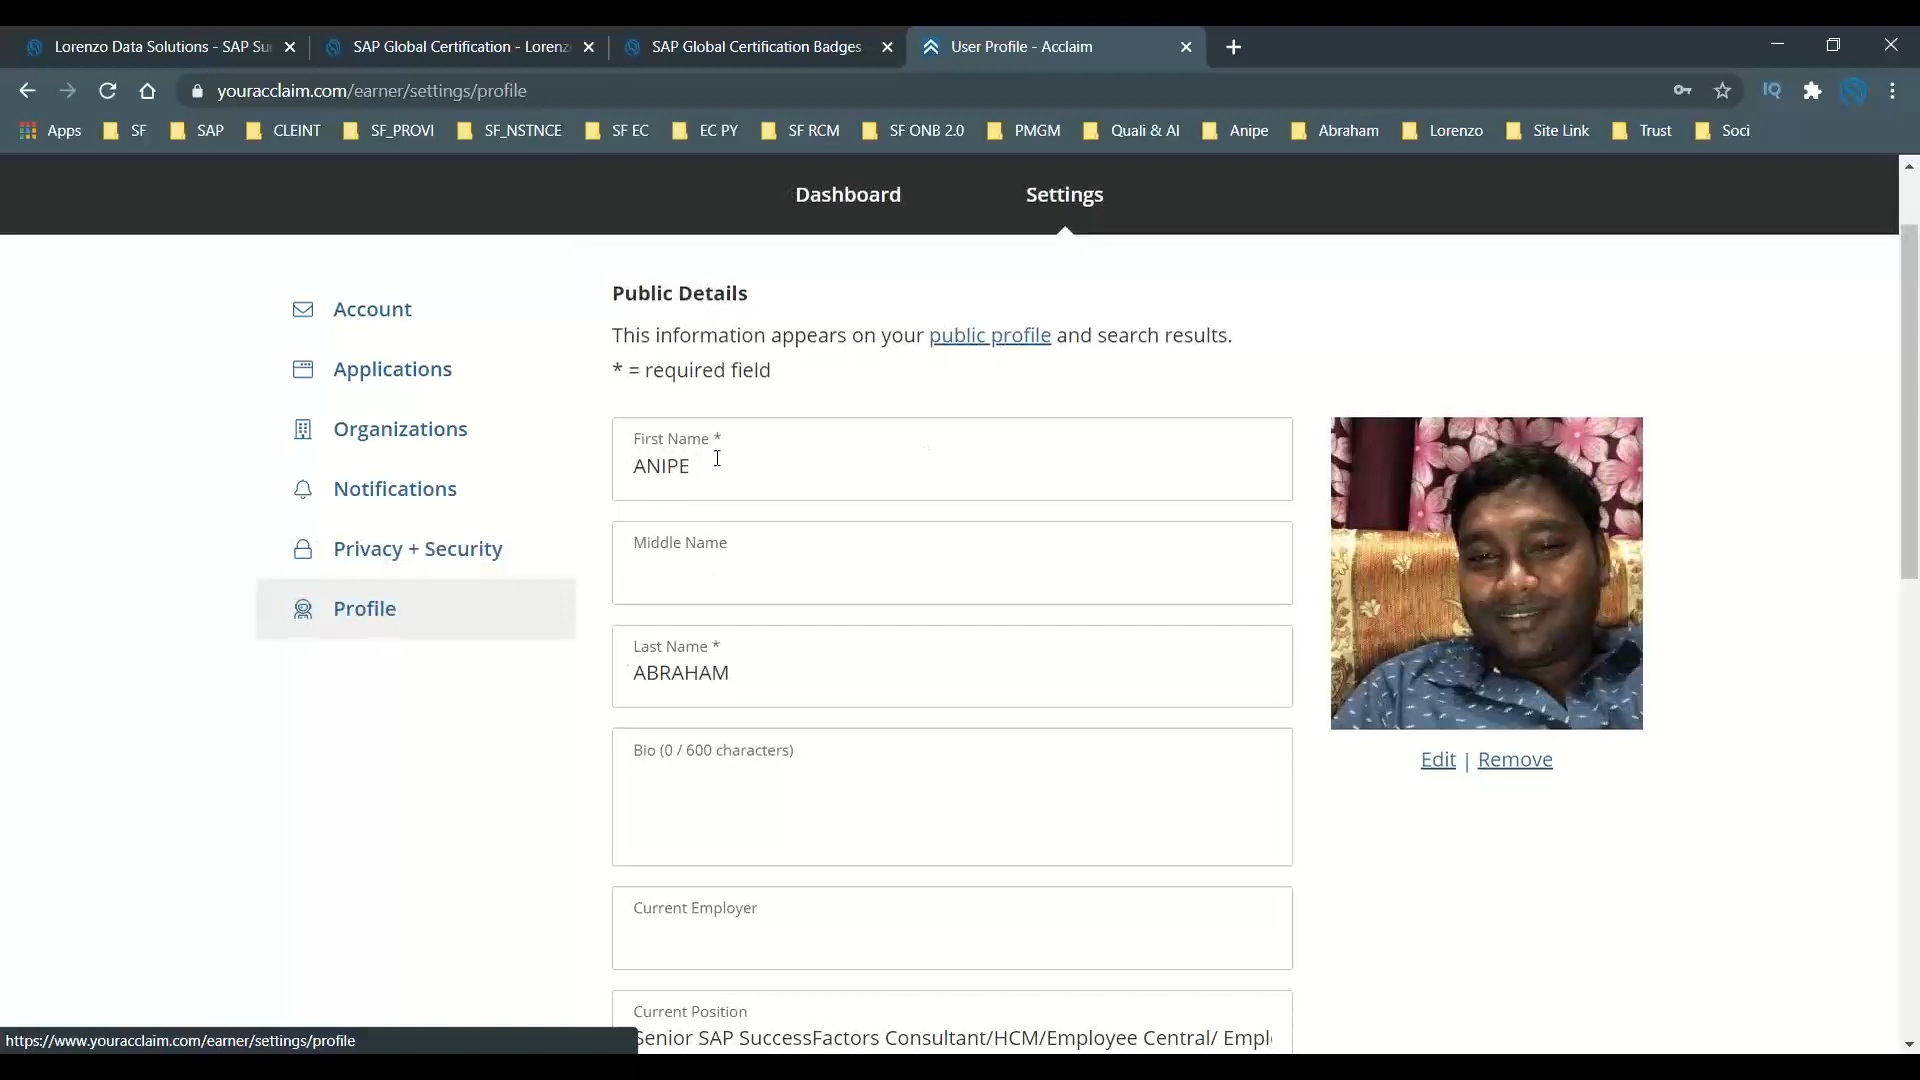 Lorenzo Data Solutions - SAP Su
SAP Global Certification - Lorenz
SAP Global Certification Badges
User Profile - Acclaim
youracclaim.com/earner/settings/profile
IQ
Apps
SF
SAP
CLEINT
SF_PROVI
SF_NSTNCE
SF EC
EC PY
SF RCM
SF ONB 2.0
PMGM
Quali & AI
Anipe
Abraham
Lorenzo
Site Link
Trust
Soci
Dashboard
Settings
Account
Applications
Organizations
Notifications
Privacy + Security
Profile
Public Details
This information appears on your public profile and search results.
* = required field
First Name *
ANIPE
Middle Name
Last Name *
ABRAHAM
Bio (0 / 600 characters)
Current Employer
Current Position
Senior SAP SuccessFactors Consultant/HCM/Employee Central/ Empl
Edit | Remove
https://www.youracclaim.com/earner/settings/profile